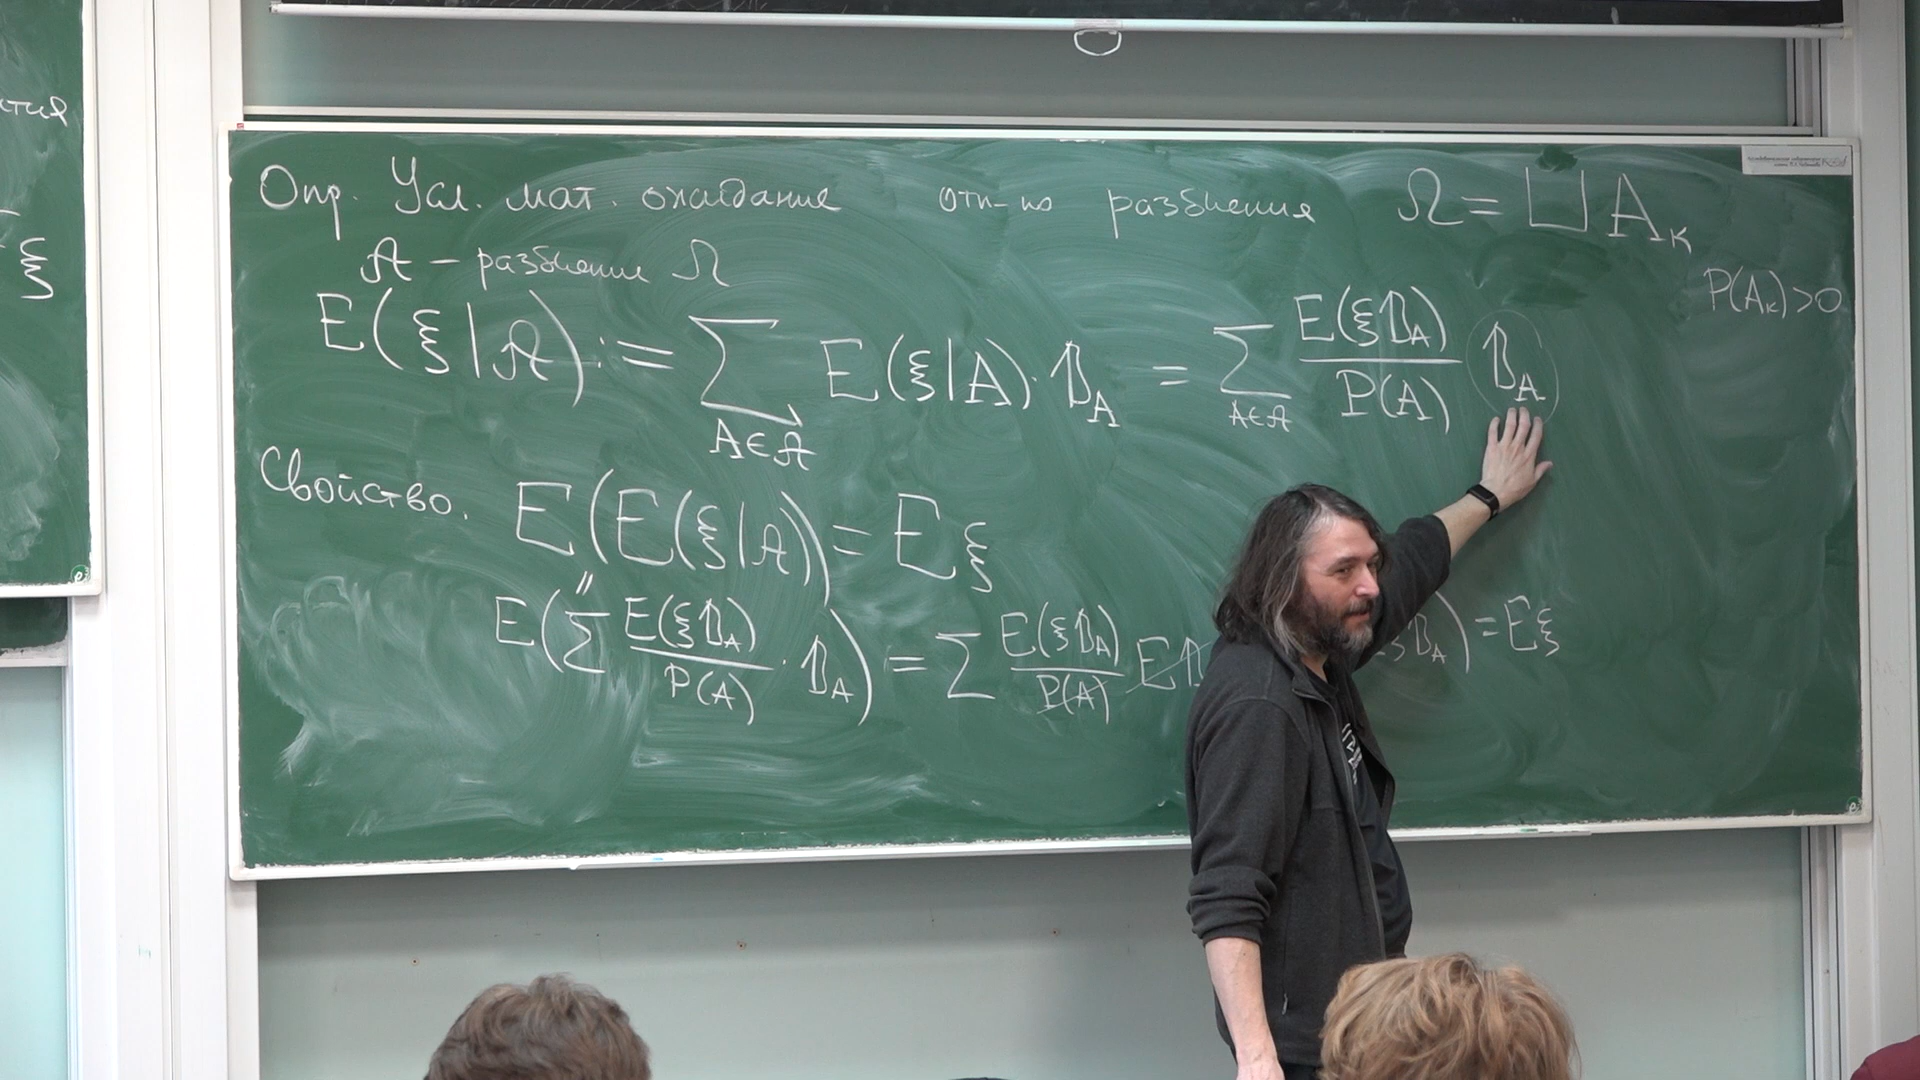 ξ
Опр. Усл. мат. ожидание отн-но разбиения Ω = ⊔ A_k
P(A_k)>0
𝒜 – разбиение Ω
E(ξ|𝒜) := ∑_{A∈𝒜} E(ξ|A)·𝟙_A = ∑_{A∈𝒜} E(ξ𝟙_A)/P(A) 𝟙_A
Свойство. E(E(ξ|𝒜)) = Eξ
E(∑ E(ξ𝟙_A)/P(A) · 𝟙_A) = ∑ E(ξ𝟙_A)/P(A) E𝟙 ξ𝟙_A) = Eξ